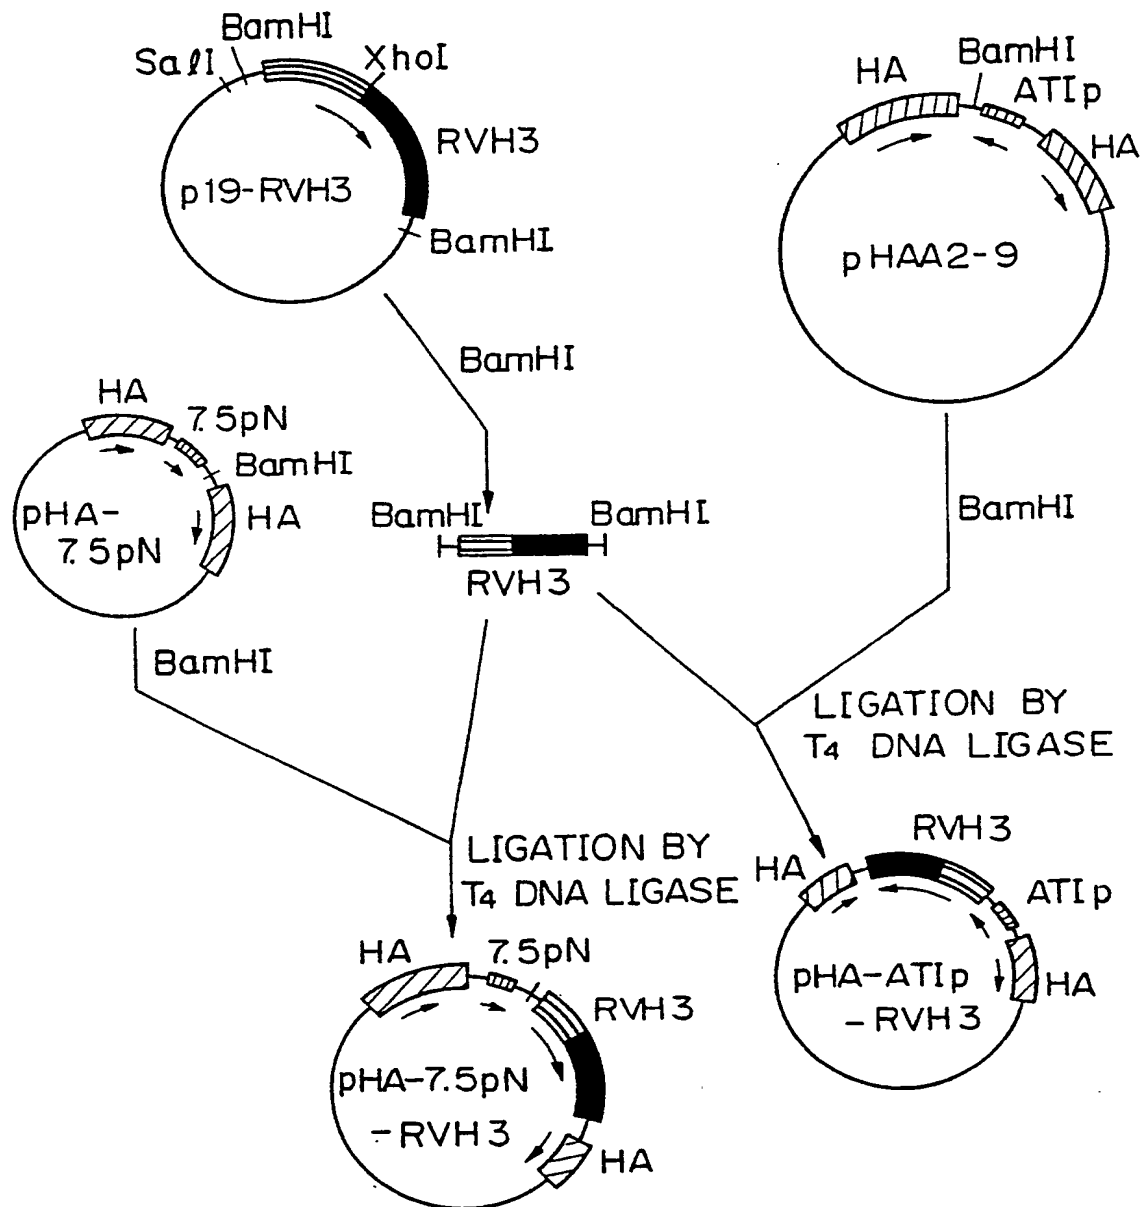 BamHI
SalI
XhoI
RVH3
p19-RVH3
BamHI
HA
BamHI
ATIp
HA
pHAA2-9
BamHI
HA
7.5pN
BamHI
HA
pHA-
7.5pN
BamHI
BamHI
RVH3
BamHI
BamHI
LIGATION BY
T4 DNA LIGASE
LIGATION BY
T4 DNA LIGASE
RVH3
HA
ATIp
HA
pHA-ATIp
-RVH3
HA
7.5pN
RVH3
pHA-7.5pN
-RVH3
HA